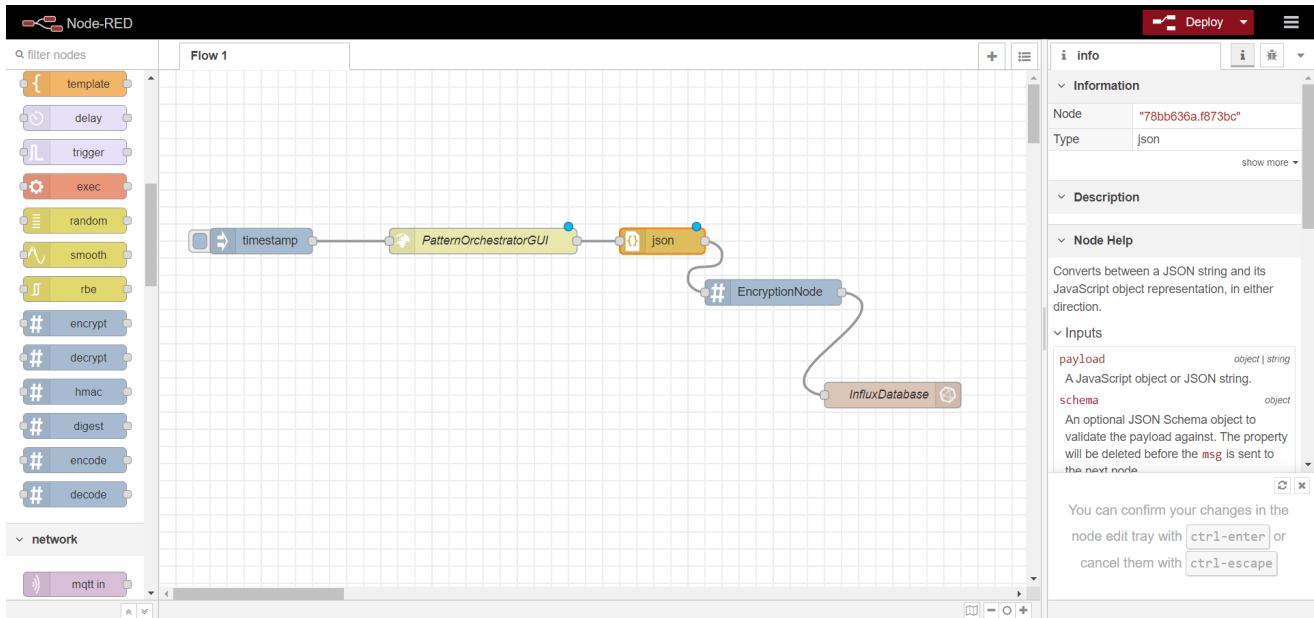 Node-RED
Deploy
filter nodes
template
delay
trigger
exec
random
smooth
rbe
encrypt
decrypt
hmac
digest
encode
decode
network
mqtt in
Flow 1
timestamp
PatternOrchestratorGUI
json
EncryptionNode
InfluxDatabase
info
Information
Node "78bb636a.f873bc"
Type json
show more
Description
Node Help
Converts between a JSON string and its
JavaScript object representation, in either
direction.
Inputs
payload object | string
A JavaScript object or JSON string.
schema object
An optional JSON Schema object to
validate the payload against. The property
will be deleted before the msg is sent to
the next node
You can confirm your changes in the
node edit tray with ctrl-enter or
cancel them with ctrl-escape